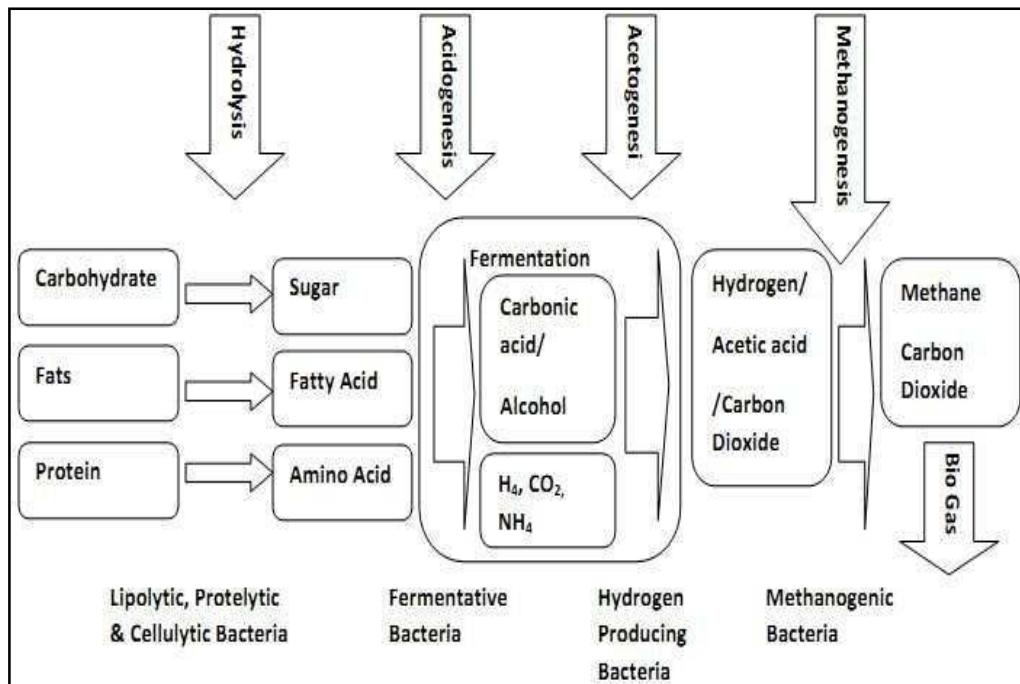 Hydrolysis
Acidogenesis
Acetogenesi
Methanogenesis
Carbohydrate
Sugar
Fats
Fatty Acid
Protein
Amino Acid
Fermentation
Carbonic
acid/
Alcohol
H₄, CO₂,
NH₄
Hydrogen/
Acetic acid
/Carbon
Dioxide
Methane
Carbon
Dioxide
Bio Gas
Lipolytic, Protelytic
& Cellulytic Bacteria
Fermentative
Bacteria
Hydrogen
Producing
Bacteria
Methanogenic
Bacteria